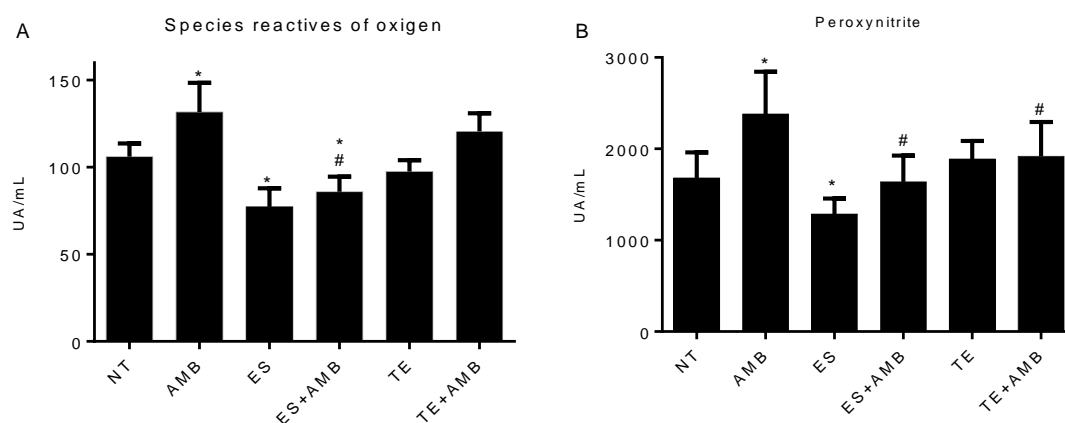 A
Species reactives of oxigen
UA/mL
150
100
50
0
*
*
*
#
NT
AMB
ES
ES+AMB
TE
TE+AMB
B
Peroxynitrite
UA/mL
3000
2000
1000
0
*
*
#
#
NT
AMB
ES
ES+AMB
TE
TE+AMB